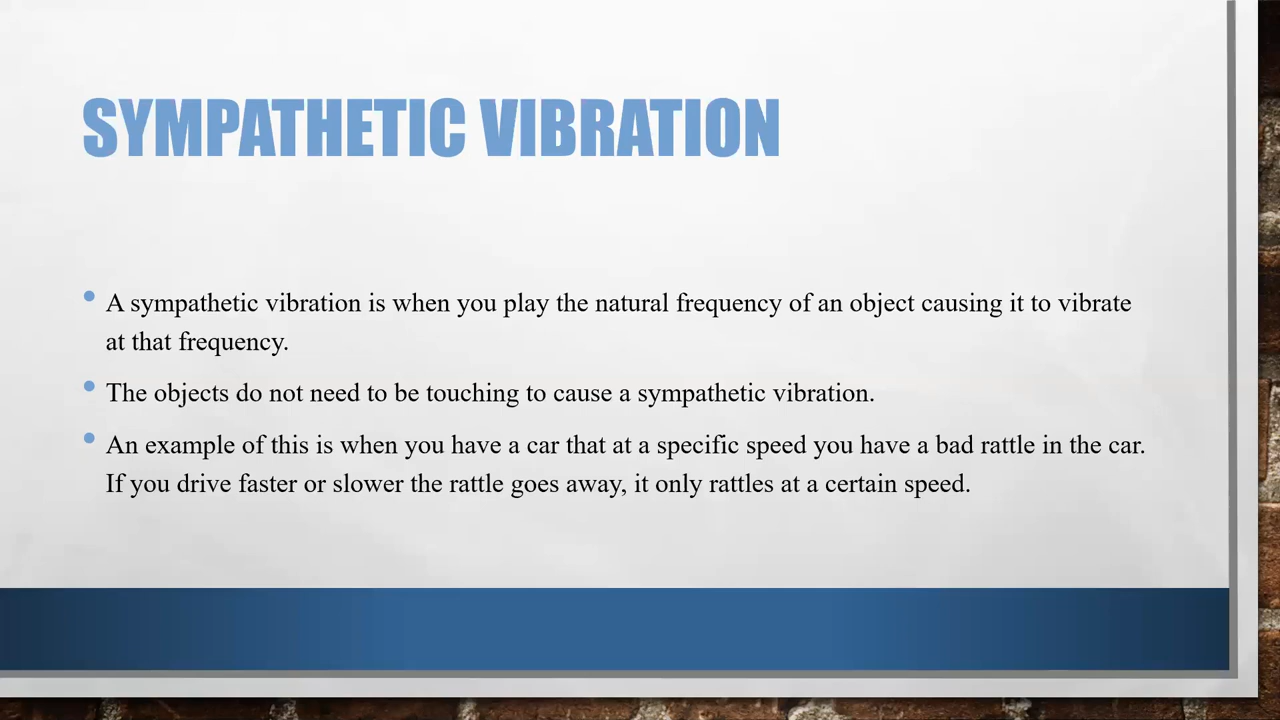 SYMPATHETIC VIBRATION
• A sympathetic vibration is when you play the natural frequency of an object causing it to vibrate
at that frequency.
• The objects do not need to be touching to cause a sympathetic vibration.
• An example of this is when you have a car that at a specific speed you have a bad rattle in the car.
If you drive faster or slower the rattle goes away, it only rattles at a certain speed.